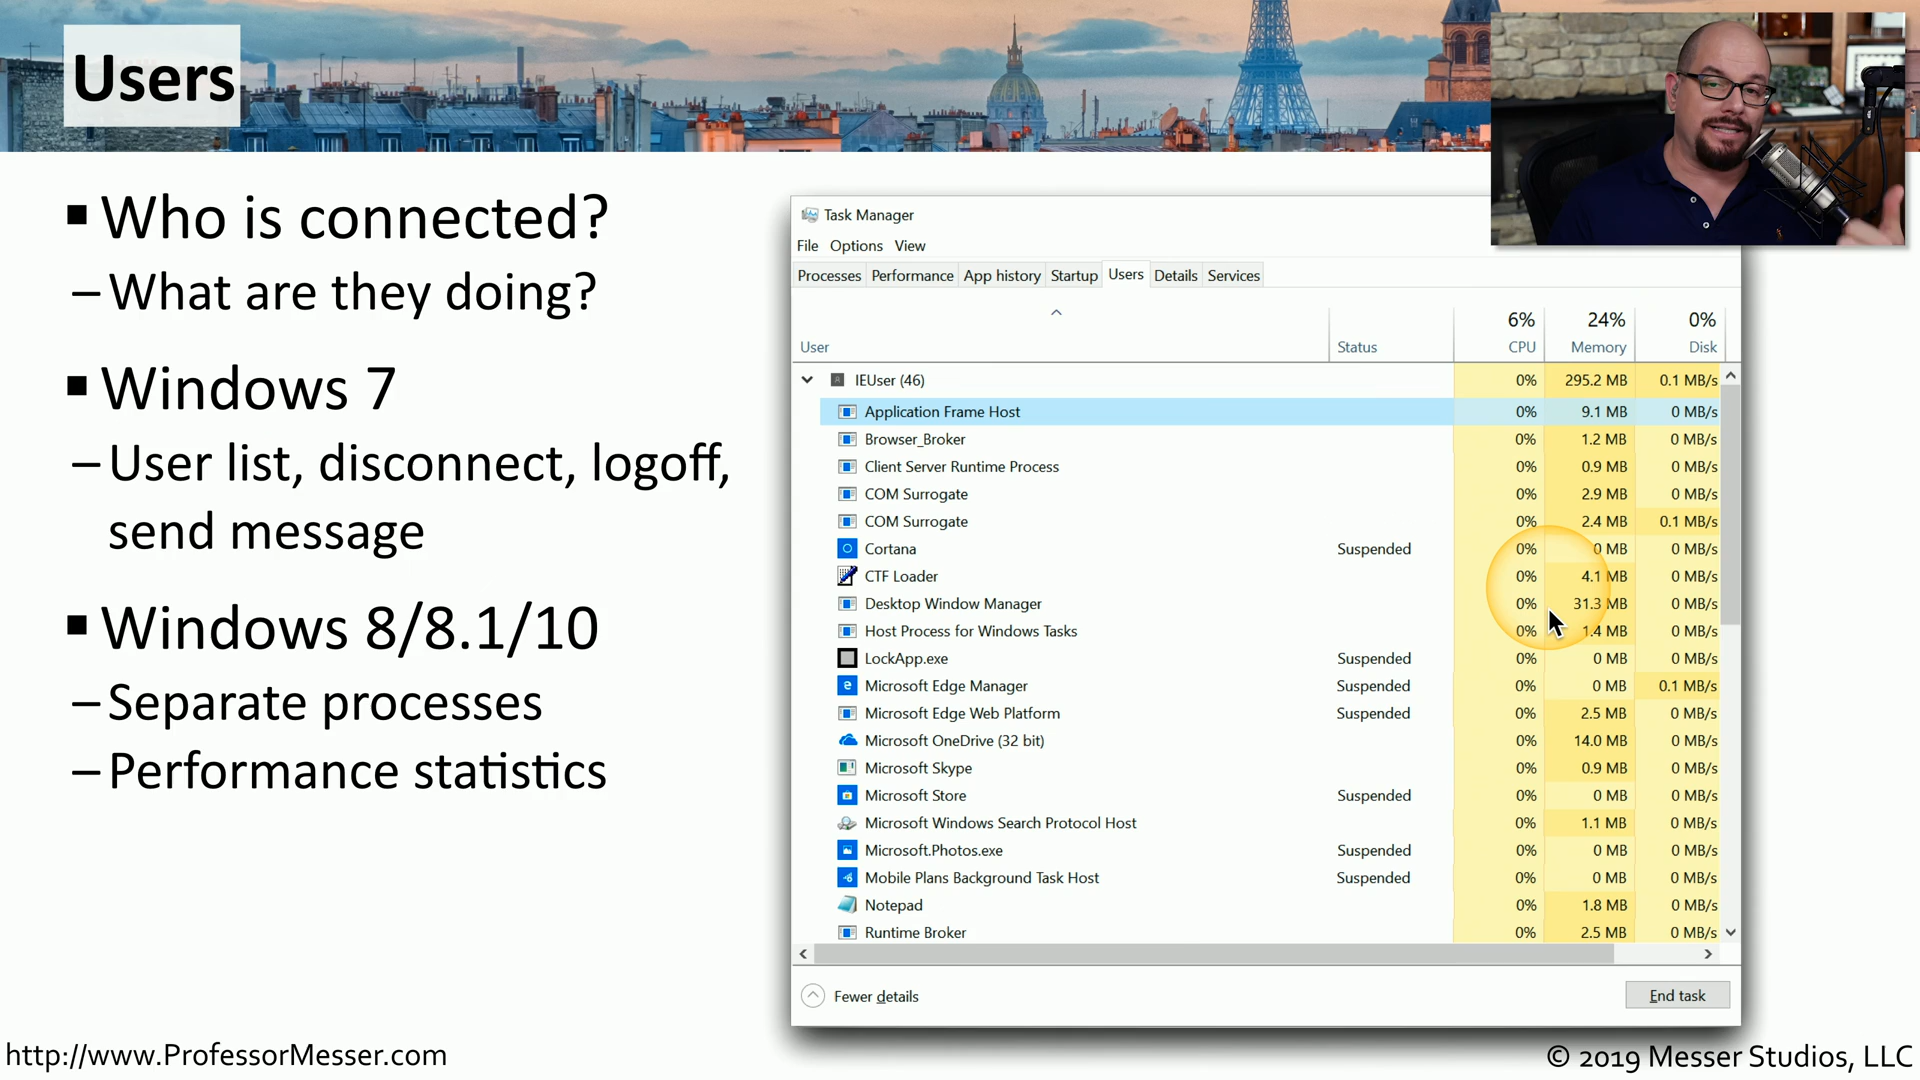 Users
▪ Who is connected?
– What are they doing?
▪ Windows 7
– User list, disconnect, logoff,
send message
▪ Windows 8/8.1/10
– Separate processes
– Performance statistics
Task Manager
File Options View
Processes Performance App history Startup Users Details Services
6% 24% 0%
User Status CPU Memory Disk
IEUser (46) 0% 295.2 MB 0.1 MB/s
Application Frame Host 0% 9.1 MB 0 MB/s
Browser_Broker 0% 1.2 MB 0 MB/s
Client Server Runtime Process 0% 0.9 MB 0 MB/s
COM Surrogate 0% 2.9 MB 0 MB/s
COM Surrogate 0% 2.4 MB 0.1 MB/s
Cortana Suspended 0% 0 MB 0 MB/s
CTF Loader 0% 4.1 MB 0 MB/s
Desktop Window Manager 0% 31.3 MB 0 MB/s
Host Process for Windows Tasks 0% 1.4 MB 0 MB/s
LockApp.exe Suspended 0% 0 MB 0 MB/s
Microsoft Edge Manager Suspended 0% 0 MB 0.1 MB/s
Microsoft Edge Web Platform Suspended 0% 2.5 MB 0 MB/s
Microsoft OneDrive (32 bit) 0% 14.0 MB 0 MB/s
Microsoft Skype 0% 0.9 MB 0 MB/s
Microsoft Store Suspended 0% 0 MB 0 MB/s
Microsoft Windows Search Protocol Host 0% 1.1 MB 0 MB/s
Microsoft.Photos.exe Suspended 0% 0 MB 0 MB/s
Mobile Plans Background Task Host Suspended 0% 0 MB 0 MB/s
Notepad 0% 1.8 MB 0 MB/s
Runtime Broker 0% 2.5 MB 0 MB/s
Fewer details End task
http://www.ProfessorMesser.com © 2019 Messer Studios, LLC